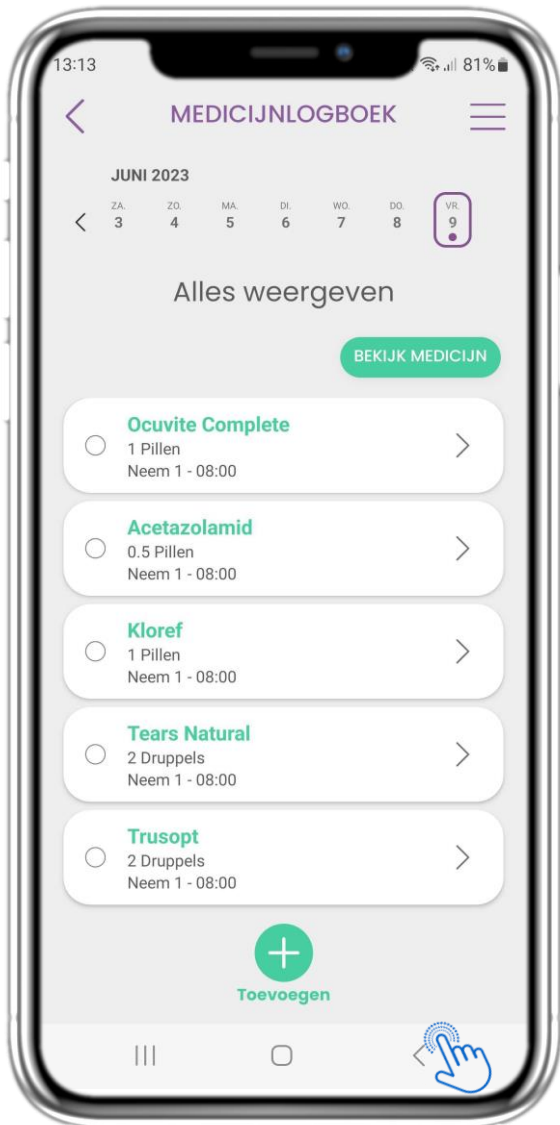 13:13
81%
MEDICIJNLOGBOEK
JUNI 2023
ZA. ZO. MA. DI. WO. DO. VR.
3 4 5 6 7 8 9
Alles weergeven
BEKIJK MEDICIJN
Ocuvite Complete
1 Pillen
Neem 1 - 08:00
Acetazolamid
0.5 Pillen
Neem 1 - 08:00
Kloref
1 Pillen
Neem 1 - 08:00
Tears Natural
2 Druppels
Neem 1 - 08:00
Trusopt
2 Druppels
Neem 1 - 08:00
Toevoegen